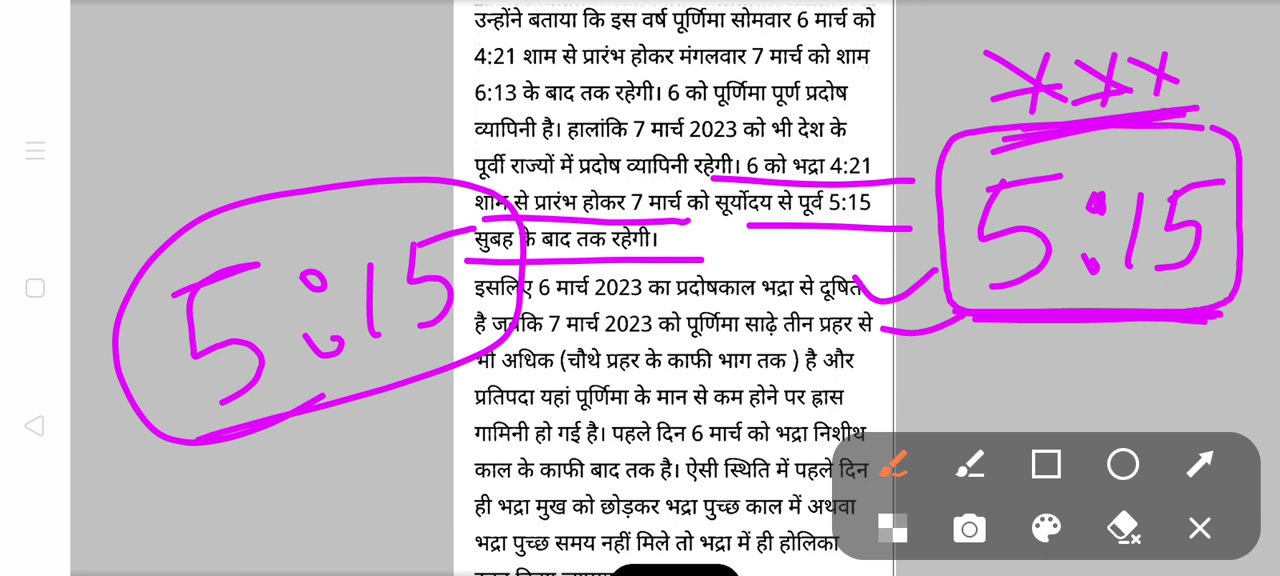 उन्होंने बताया कि इस वर्ष पूर्णिमा सोमवार 6 मार्च को
4:21 शाम से प्रारंभ होकर मंगलवार 7 मार्च को शाम
6:13 के बाद तक रहेगी। 6 को पूर्णिमा पूर्ण प्रदोष
व्यापिनी है। हालांकि 7 मार्च 2023 को भी देश के
पूर्वी राज्यों में प्रदोष व्यापिनी रहेगी। 6 को भद्रा 4:21
शाम से प्रारंभ होकर 7 मार्च को सूर्योदय से पूर्व 5:15
सुबह के बाद तक रहेगी।
इसलिए 6 मार्च 2023 का प्रदोषकाल भद्रा से दूषित
है जबकि 7 मार्च 2023 को पूर्णिमा साढ़े तीन प्रहर से
भी अधिक (चौथे प्रहर के काफी भाग तक ) है और
प्रतिपदा यहां पूर्णिमा के मान से कम होने पर ह्रास
गामिनी हो गई है। पहले दिन 6 मार्च को भद्रा निशीथ
काल के काफी बाद तक है। ऐसी स्थिति में पहले दिन
ही भद्रा मुख को छोड़कर भद्रा पुच्छ काल में अथवा
भद्रा पुच्छ समय नहीं मिले तो भद्रा में ही होलिका
5:15
XXX
5:15